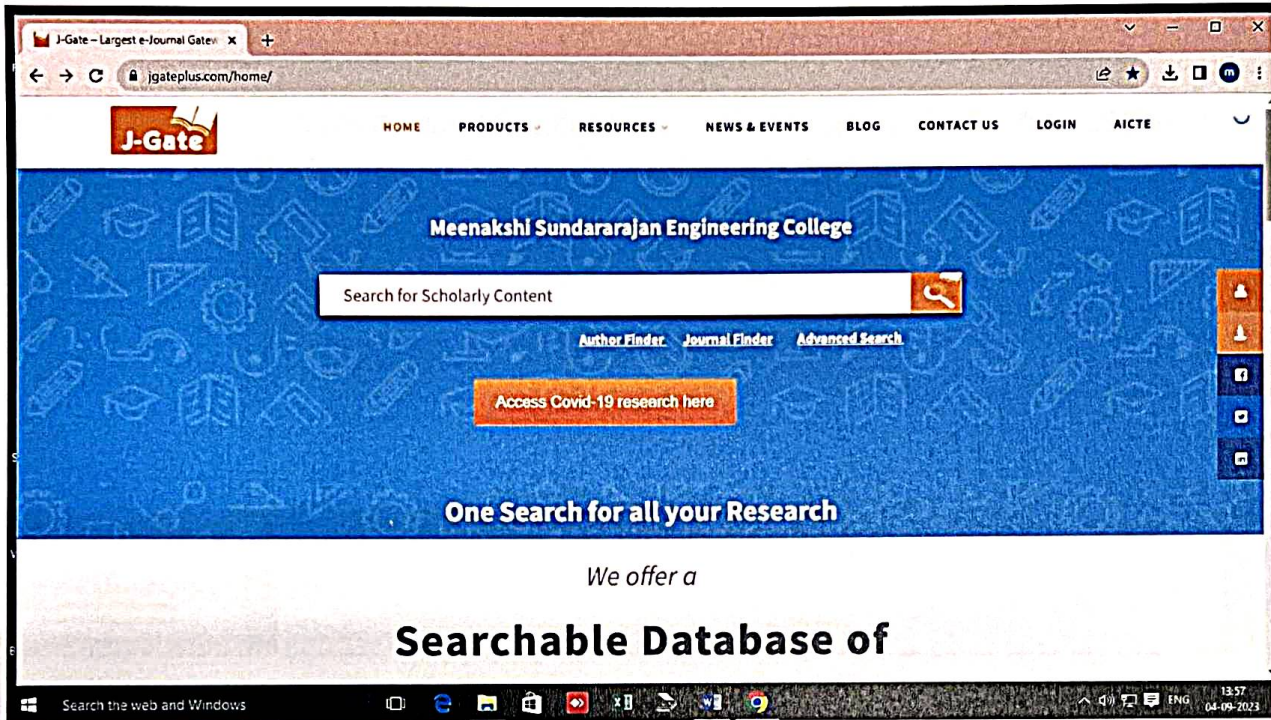 J-Gate – Largest e-Journal Gatew
jgateplus.com/home/
m
J-Gate
HOME PRODUCTS RESOURCES NEWS & EVENTS BLOG CONTACT US LOGIN AICTE
Meenakshi Sundararajan Engineering College
Search for Scholarly Content
Author Finder Journal Finder Advanced Search
Access Covid-19 research here
One Search for all your Research
We offer a
Searchable Database of
Search the web and Windows
ENG
13:57
04-09-2023